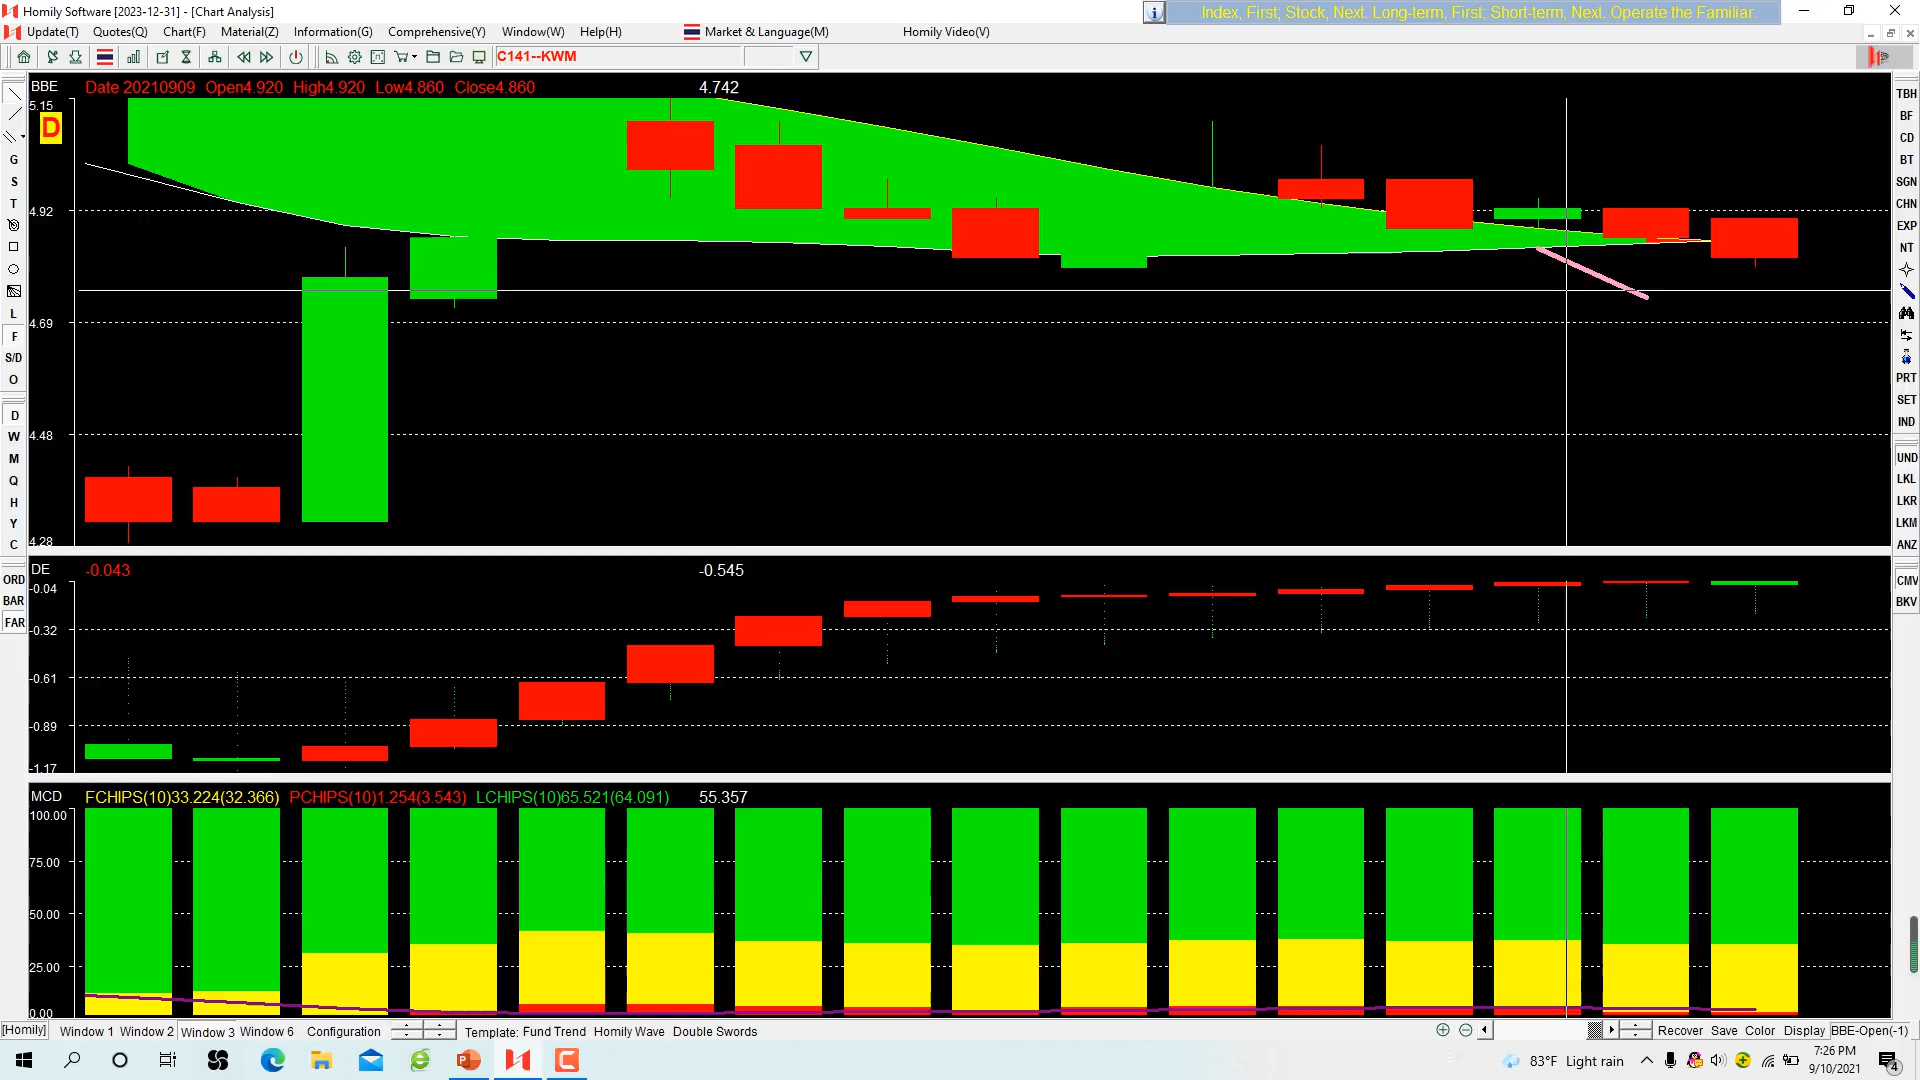 Homily Software [2023-12-31] - [Chart Analysis]
Index, First; Stock, Next. Long-term, First; Short-term, Next. Operate the Familiar.
Update(T) Quotes(Q) Chart(F) Material(Z) Information(G) Comprehensive(Y) Window(W) Help(H) Market & Language(M) Homily Video(V)
C141--KWM
BBE Date 20210909 Open4.920 High4.920 Low4.860 Close4.860 4.742
5.15
D
4.92
4.69
4.48
4.28
G
S
T
L
F
S/D
O
D
W
M
Q
H
Y
C
ORD
BAR
FAR
TBH
BF
CD
BT
SGN
CHN
EXP
NT
PRT
SET
IND
UND
LKL
LKR
LKM
ANZ
CMV
BKV
DE -0.043 -0.545
-0.04
-0.32
-0.61
-0.89
-1.17
MCD FCHIPS(10)33.224(32.366) PCHIPS(10)1.254(3.543) LCHIPS(10)65.521(64.091) 55.357
100.00
75.00
50.00
25.00
0.00
[Homily] Window 1 Window 2 Window 3 Window 6 Configuration Template: Fund Trend Homily Wave Double Swords Recover Save Color Display BBE-Open(-1)
83°F Light rain
7:26 PM
9/10/2021
4